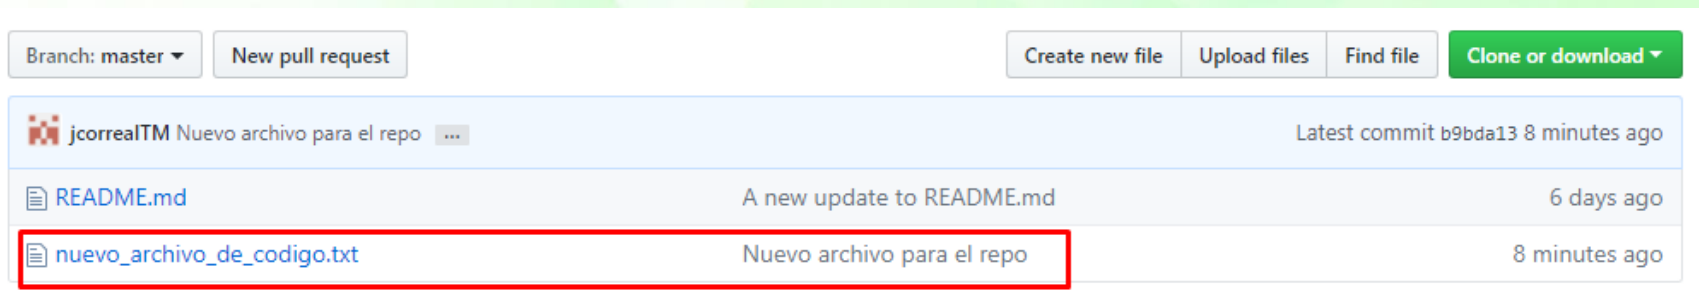 Branch: master New pull request Create new file Upload files Find file Clone or download
jcorrealTM Nuevo archivo para el repo ... Latest commit b9bda13 8 minutes ago
README.md A new update to README.md 6 days ago
nuevo_archivo_de_codigo.txt Nuevo archivo para el repo 8 minutes ago